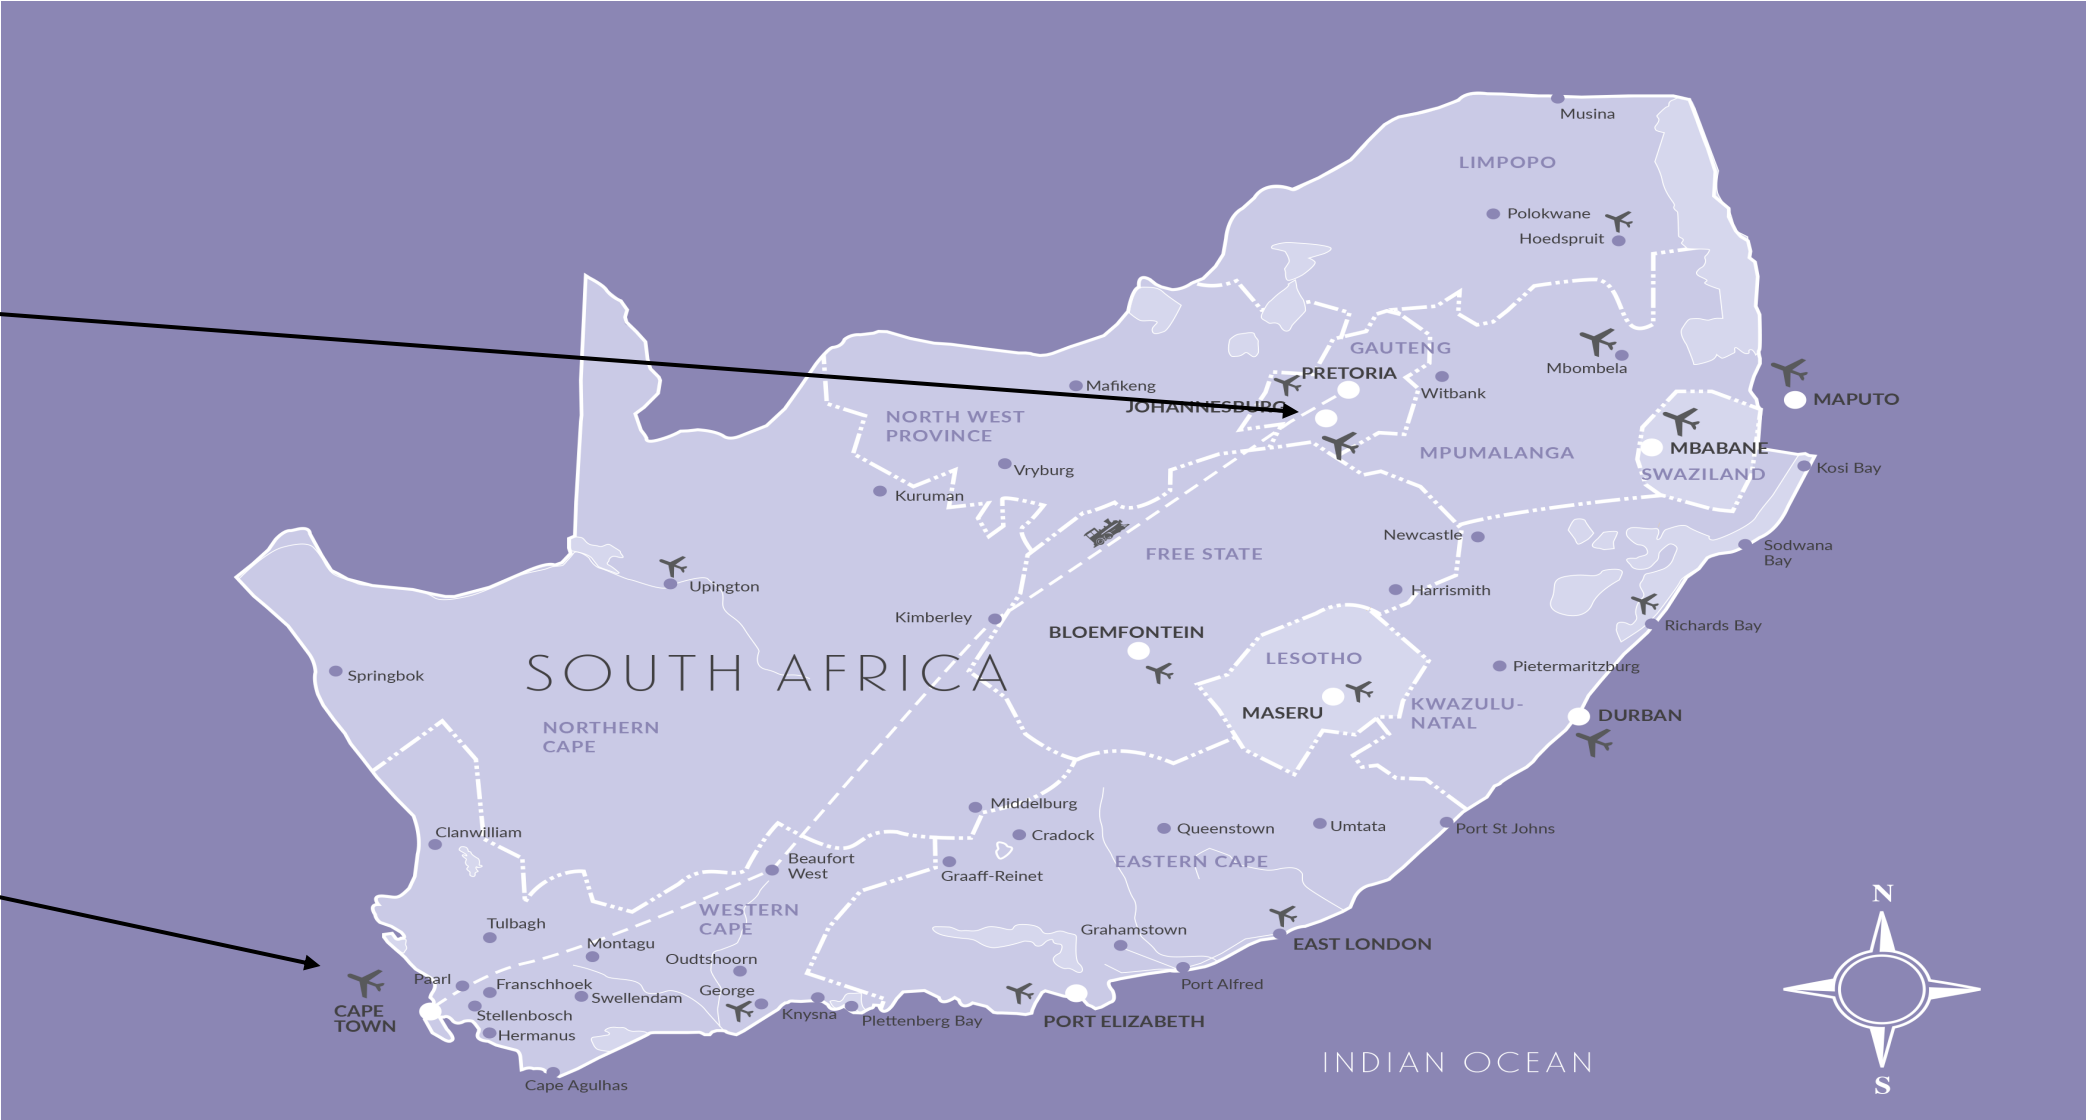 Musina
LIMPOPO
Polokwane
Hoedspruit
GAUTENG
PRETORIA
Mbombela
Mafikeng
Witbank
JOHANNESBURG
MAPUTO
NORTH WEST
PROVINCE
MPUMALANGA
MBABANE
SWAZILAND
Kosi Bay
Vryburg
Kuruman
Newcastle
Sodwana
Bay
FREE STATE
Upington
Harrismith
Kimberley
Richards Bay
BLOEMFONTEIN
SOUTH AFRICA
LESOTHO
Pietermaritzburg
Springbok
MASERU
KWAZULU-
NATAL
DURBAN
NORTHERN
CAPE
Middelburg
Clanwilliam
Cradock
Queenstown
Umtata
Port St Johns
Beaufort
West
Graaff-Reinet
EASTERN CAPE
N
WESTERN
CAPE
Tulbagh
Montagu
Grahamstown
EAST LONDON
Oudtshoorn
Paarl
Franschhoek
Swellendam
George
Port Alfred
CAPE
TOWN
Stellenbosch
Knysna
Plettenberg Bay
PORT ELIZABETH
Hermanus
INDIAN OCEAN
Cape Agulhas
S